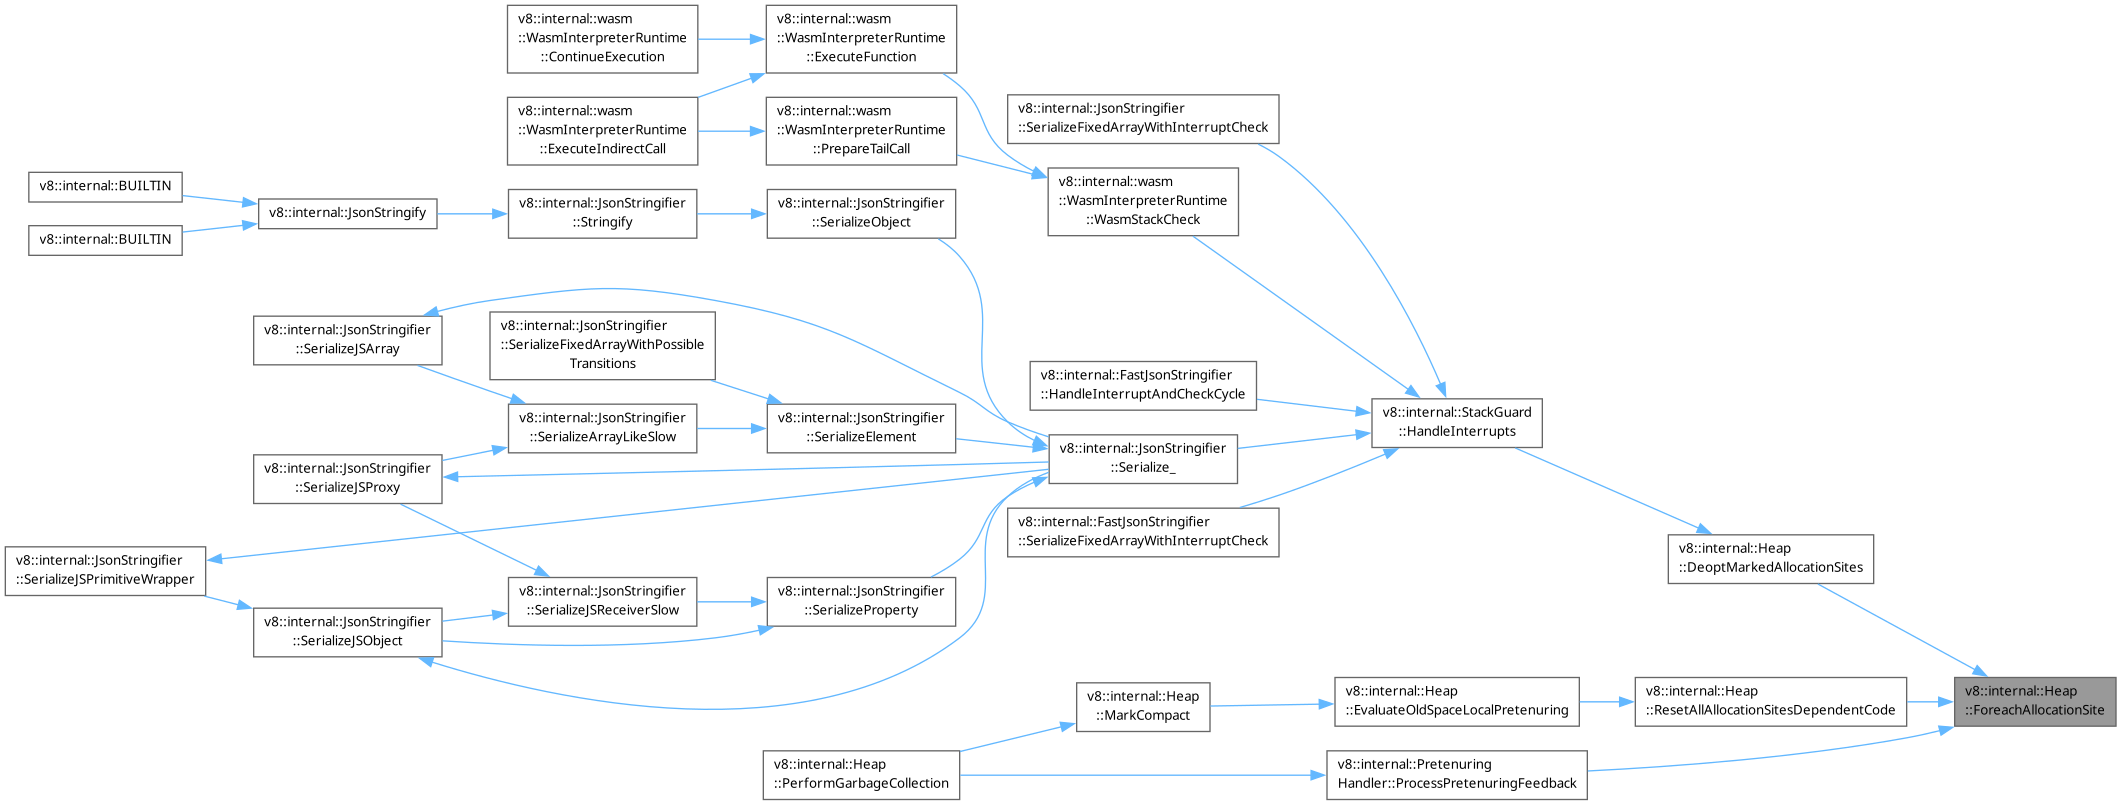 v8::internal::wasm
::WasmInterpreterRuntime
::ContinueExecution
v8::internal::wasm
::WasmInterpreterRuntime
::ExecuteFunction
v8::internal::wasm
::WasmInterpreterRuntime
::ExecuteIndirectCall
v8::internal::wasm
::WasmInterpreterRuntime
::PrepareTailCall
v8::internal::JsonStringifier
::SerializeFixedArrayWithInterruptCheck
v8::internal::wasm
::WasmInterpreterRuntime
::WasmStackCheck
v8::internal::BUILTIN
v8::internal::BUILTIN
v8::internal::JsonStringify
v8::internal::JsonStringifier
::Stringify
v8::internal::JsonStringifier
::SerializeObject
v8::internal::JsonStringifier
::SerializeJSArray
v8::internal::JsonStringifier
::SerializeFixedArrayWithPossible
Transitions
v8::internal::FastJsonStringifier
::HandleInterruptAndCheckCycle
v8::internal::StackGuard
::HandleInterrupts
v8::internal::JsonStringifier
::SerializeArrayLikeSlow
v8::internal::JsonStringifier
::SerializeElement
v8::internal::JsonStringifier
::Serialize_
v8::internal::JsonStringifier
::SerializeJSProxy
v8::internal::FastJsonStringifier
::SerializeFixedArrayWithInterruptCheck
v8::internal::Heap
::DeoptMarkedAllocationSites
v8::internal::JsonStringifier
::SerializeJSPrimitiveWrapper
v8::internal::JsonStringifier
::SerializeJSReceiverSlow
v8::internal::JsonStringifier
::SerializeProperty
v8::internal::JsonStringifier
::SerializeJSObject
v8::internal::Heap
::MarkCompact
v8::internal::Heap
::EvaluateOldSpaceLocalPretenuring
v8::internal::Heap
::ResetAllAllocationSitesDependentCode
v8::internal::Heap
::ForeachAllocationSite
v8::internal::Heap
::PerformGarbageCollection
v8::internal::Pretenuring
Handler::ProcessPretenuringFeedback